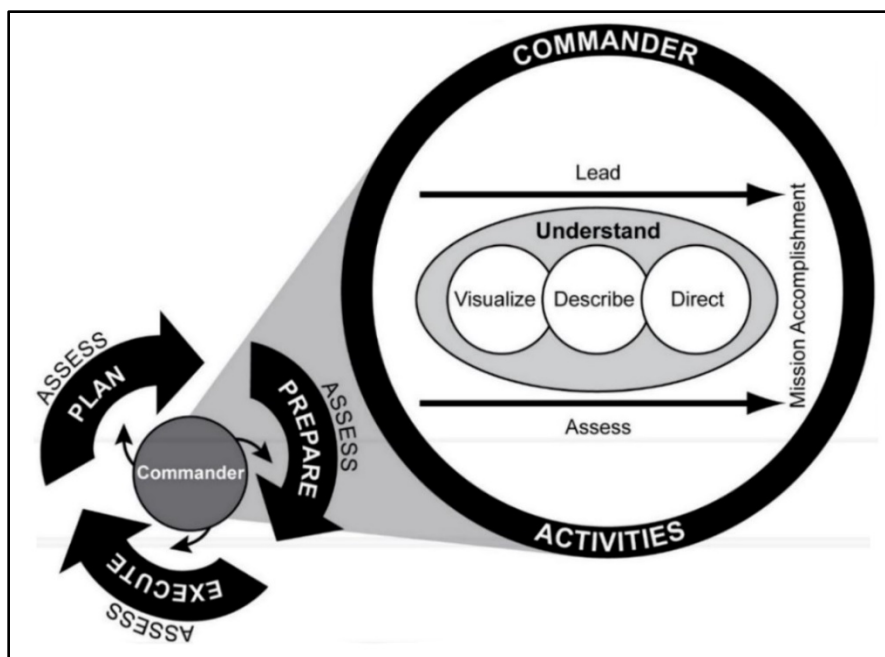 COMMANDER
Lead
Understand
Visualize
Describe
Direct
Assess
Mission Accomplishment
ACTIVITIES
ASSESS
PLAN
ASSESS
PREPARE
Commander
EXECUTE
ASSESS